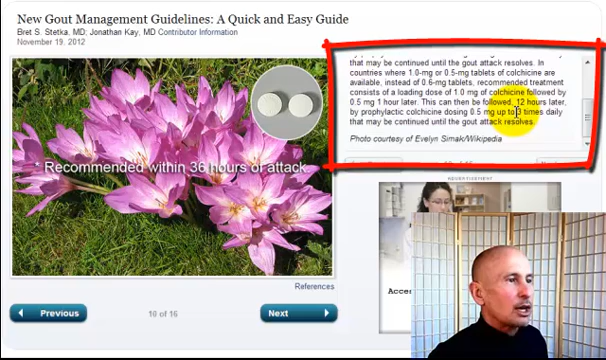 New Gout Management Guidelines: A Quick and Easy Guide
Bret S. Stetka, MD; Jonathan Kay, MD Contributor Information
November 19, 2012
that may be continued until the gout attack resolves. In
countries where 1.0-mg or 0.5-mg tablets of colchicine are
available, instead of 0.6-mg tablets, recommended treatment
consists of a loading dose of 1.0 mg of colchicine followed by
0.5 mg 1 hour later. This can then be followed, 12 hours later,
by prophylactic colchicine dosing 0.5 mg up to 3 times daily
that may be continued until the gout attack resolves.
Photo courtesy of Evelyn Simak/Wikipedia
* Recommended within 36 hours of attack.
ADVERTISEMENT
References
Acce
Previous
10 of 16
Next